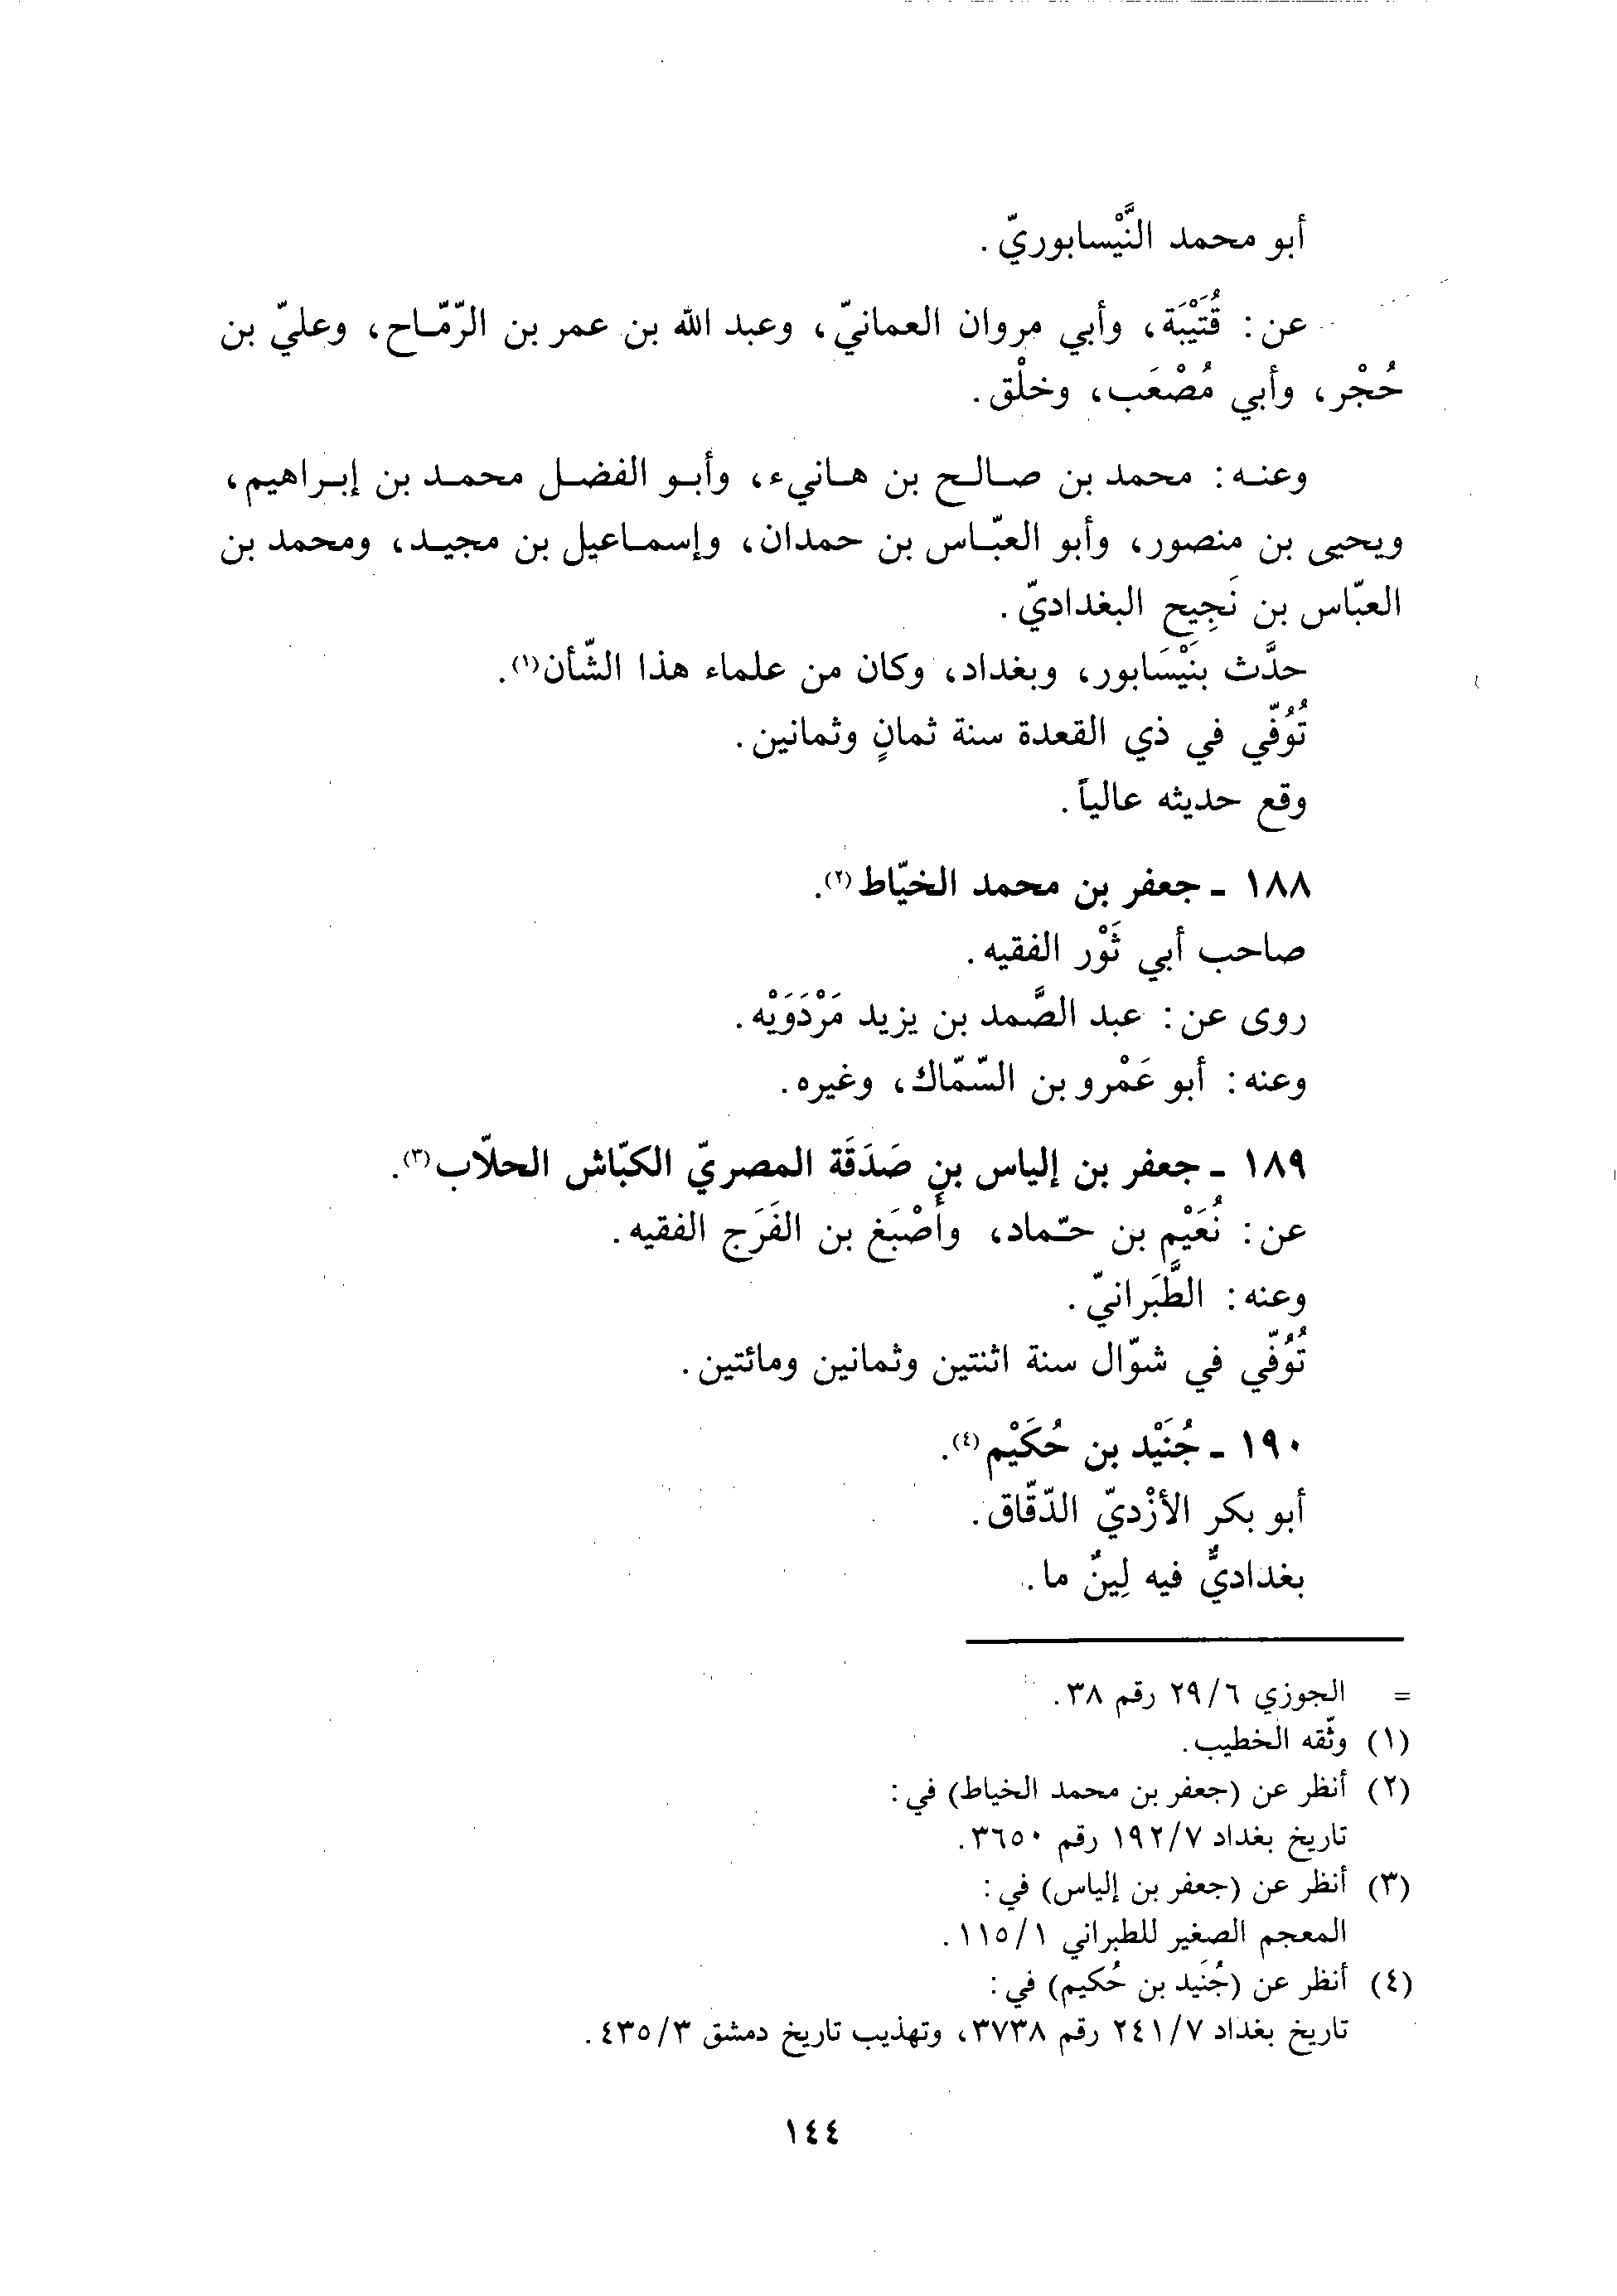 أبو محمد النَّيْسابوريّ.
عن: قُتَيْبَة، وأبي مروان العمانيّ، وعبد الله بن عمر بن الرّمّاح، وعليّ بن
حُجْر، وأبي مُصْعَب، وخلْق.
وعنه: محمد بن صالح بن هانيء، وأبو الفضل محمد بن إبراهيم،
ويحيى بن منصور، وأبو العبّاس بن حمدان، وإسماعيل بن مجيد، ومحمد بن
العبّاس بن نَجِيح البغداديّ.
حدَّث بنَيْسَابور، وبغداد، وكان من علماء هذا الشّأن(١).
تُوُفّي في ذي القعدة سنة ثمانٍ وثمانين.
وقع حديثه عالياً.
١٨٨ - جعفر بن محمد الخيّاط(٢).
صاحب أبي ثَوْر الفقيه.
روى عن: عبد الصَّمد بن يزيد مَرْدَوَيْه.
وعنه: أبو عَمْرو بن السّمّاك، وغيره.
١٨٩ - جعفر بن إلياس بن صَدَقَة المصريّ الكبّاش الحلّاب(٣).
عن: نُعَيْم بن حمّاد، وأَصْبَغ بن الفَرَج الفقيه.
وعنه: الطَّبَرانيّ.
تُوُفّي في شوّال سنة اثنتين وثمانين ومائتين.
١٩٠ - جُنَيْد بن حُكَيْم(٤).
أبو بكر الأزْديّ الدّقّاق.
بغداديٌّ فيه لِينٌ ما.
= الجوزي ٢٩/٦ رقم ٣٨.
(١) وثّقه الخطيب.
(٢) أنظر عن (جعفر بن محمد الخياط) في:
تاريخ بغداد ١٩٢/٧ رقم ٣٦٥٠.
(٣) أنظر عن (جعفر بن إلياس) في:
المعجم الصغير للطبراني ١١٥/١.
(٤) أنظر عن (جُنَيد بن حُكيم) في:
تاريخ بغداد ٢٤١/٧ رقم ٣٧٣٨، وتهذيب تاريخ دمشق ٤٣٥/٣.
١٤٤